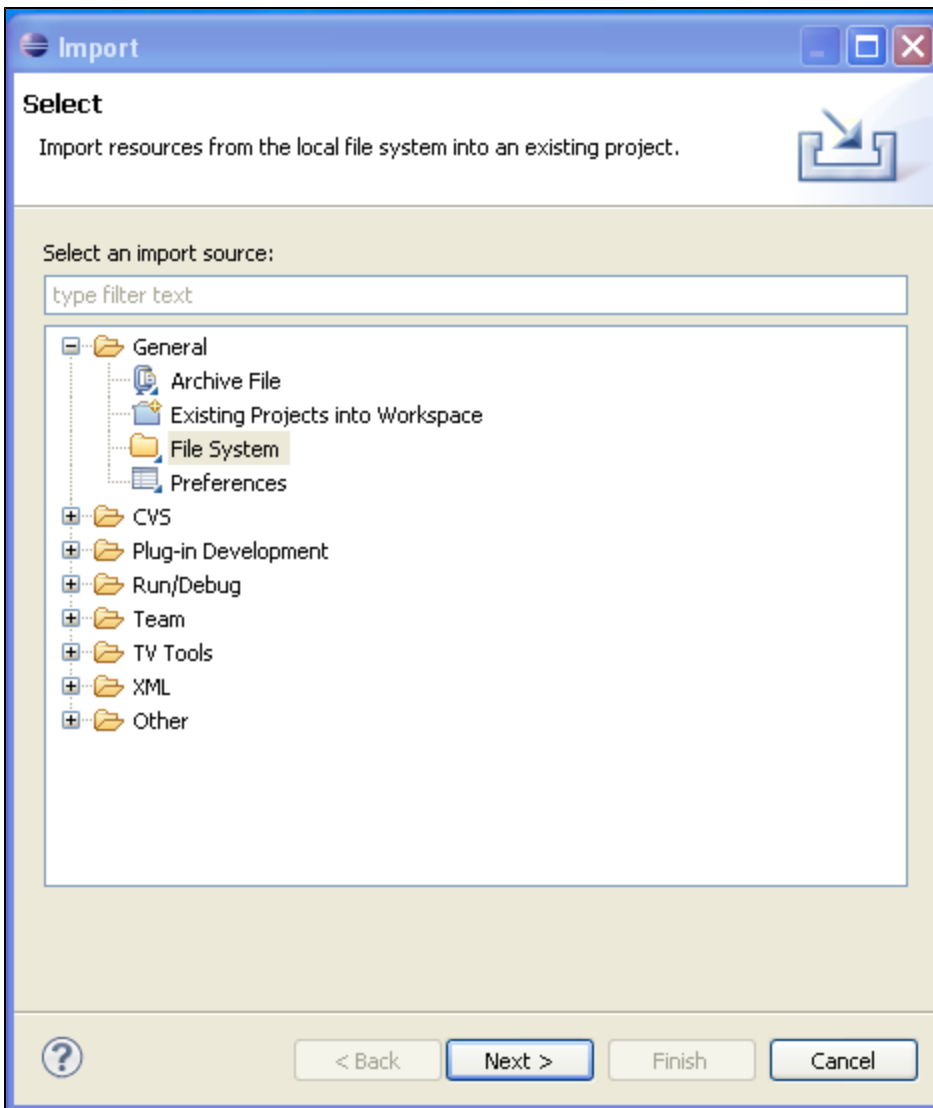 Import
Select
Import resources from the local file system into an existing project.
Select an import source:
type filter text
General
Archive File
Existing Projects into Workspace
File System
Preferences
CVS
Plug-in Development
Run/Debug
Team
TV Tools
XML
Other
? < Back Next > Finish Cancel